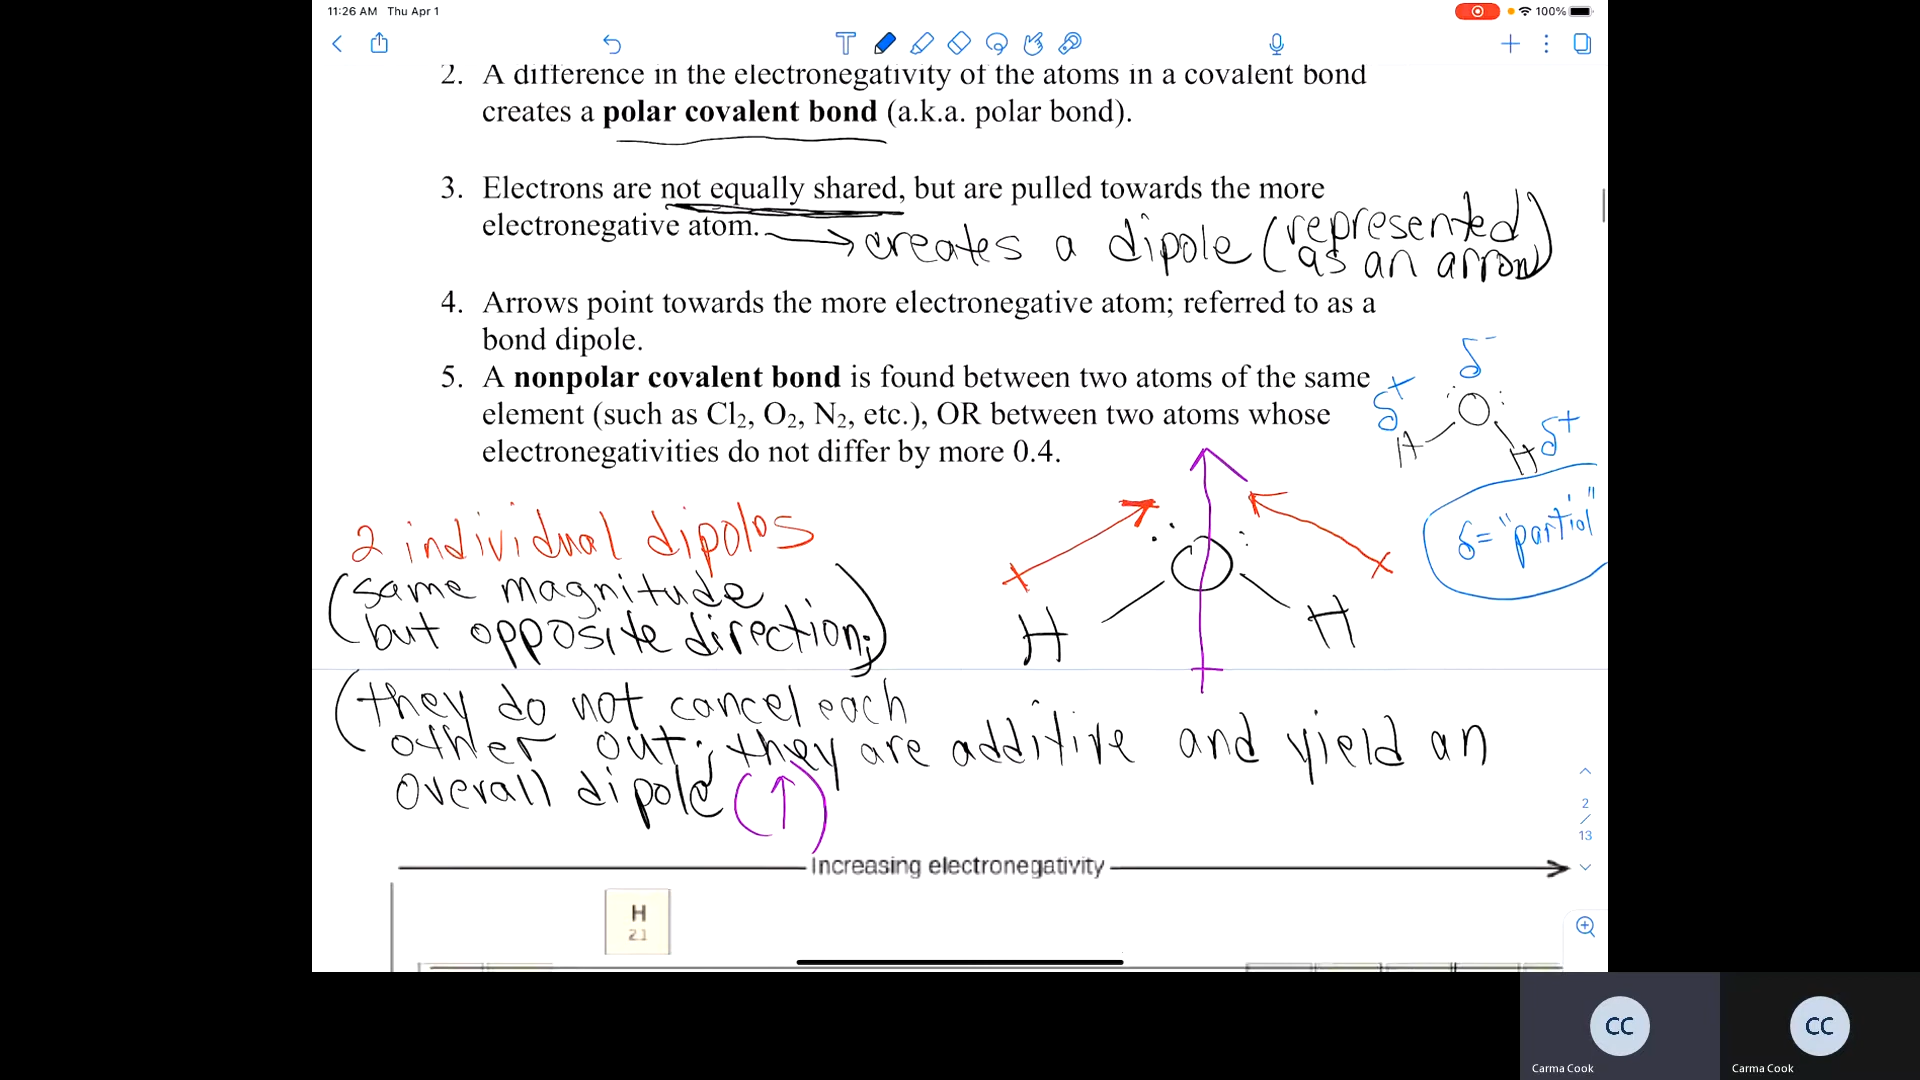 11:26 AM Thu Apr 1
100%
2. A difference in the electronegativity of the atoms in a covalent bond
creates a polar covalent bond (a.k.a. polar bond).
3. Electrons are not equally shared, but are pulled towards the more
electronegative atom. → creates a dipole (represented
as an arrow)
4. Arrows point towards the more electronegative atom; referred to as a
bond dipole.
5. A nonpolar covalent bond is found between two atoms of the same
element (such as Cl₂, O₂, N₂, etc.), OR between two atoms whose
electronegativities do not differ by more 0.4.
δ⁻
δ⁺ O
H H δ⁺
δ = "partial"
2 individual dipoles
(same magnitude
but opposite direction;)
O
H H
(they do not cancel each
other out; they are additive and yield an
overall dipole (↑)
2
/
13
Increasing electronegativity
H
2.1
CC CC
Carma Cook Carma Cook